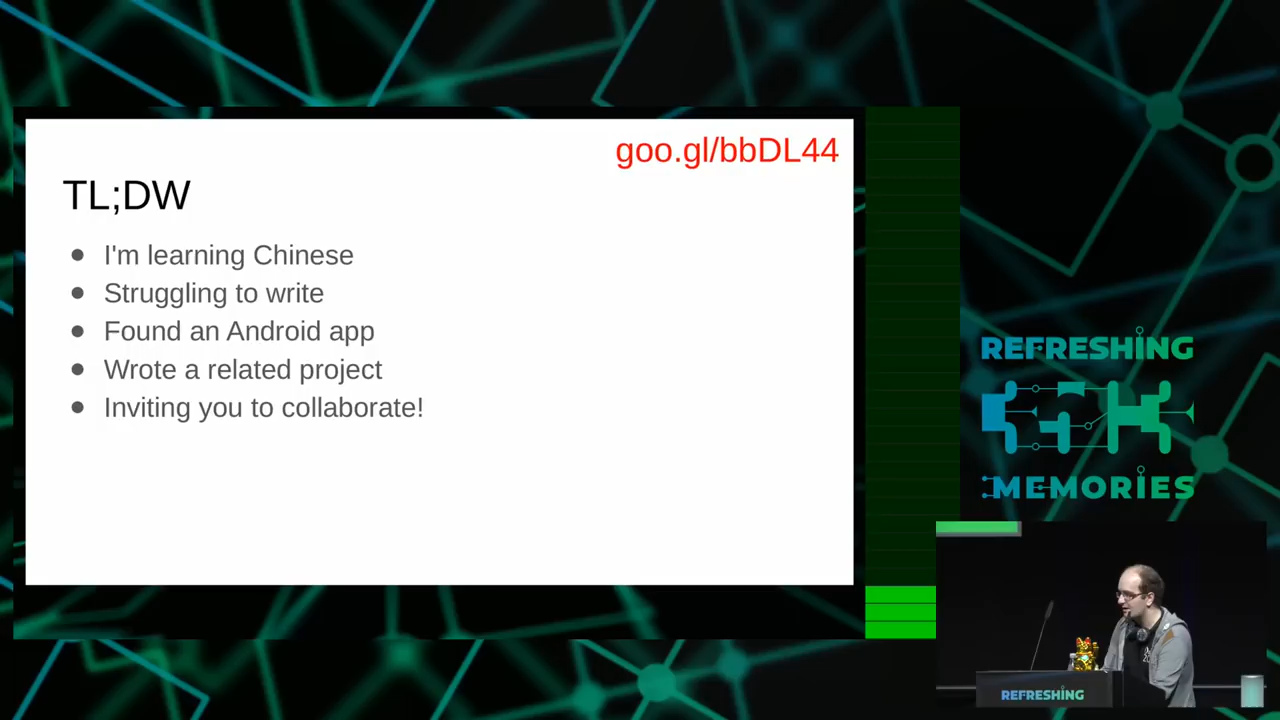 goo.gl/bbDL44
TL;DW
● I'm learning Chinese
● Struggling to write
● Found an Android app
● Wrote a related project
● Inviting you to collaborate!
REFRESHING
MEMORIES
REFRESHING